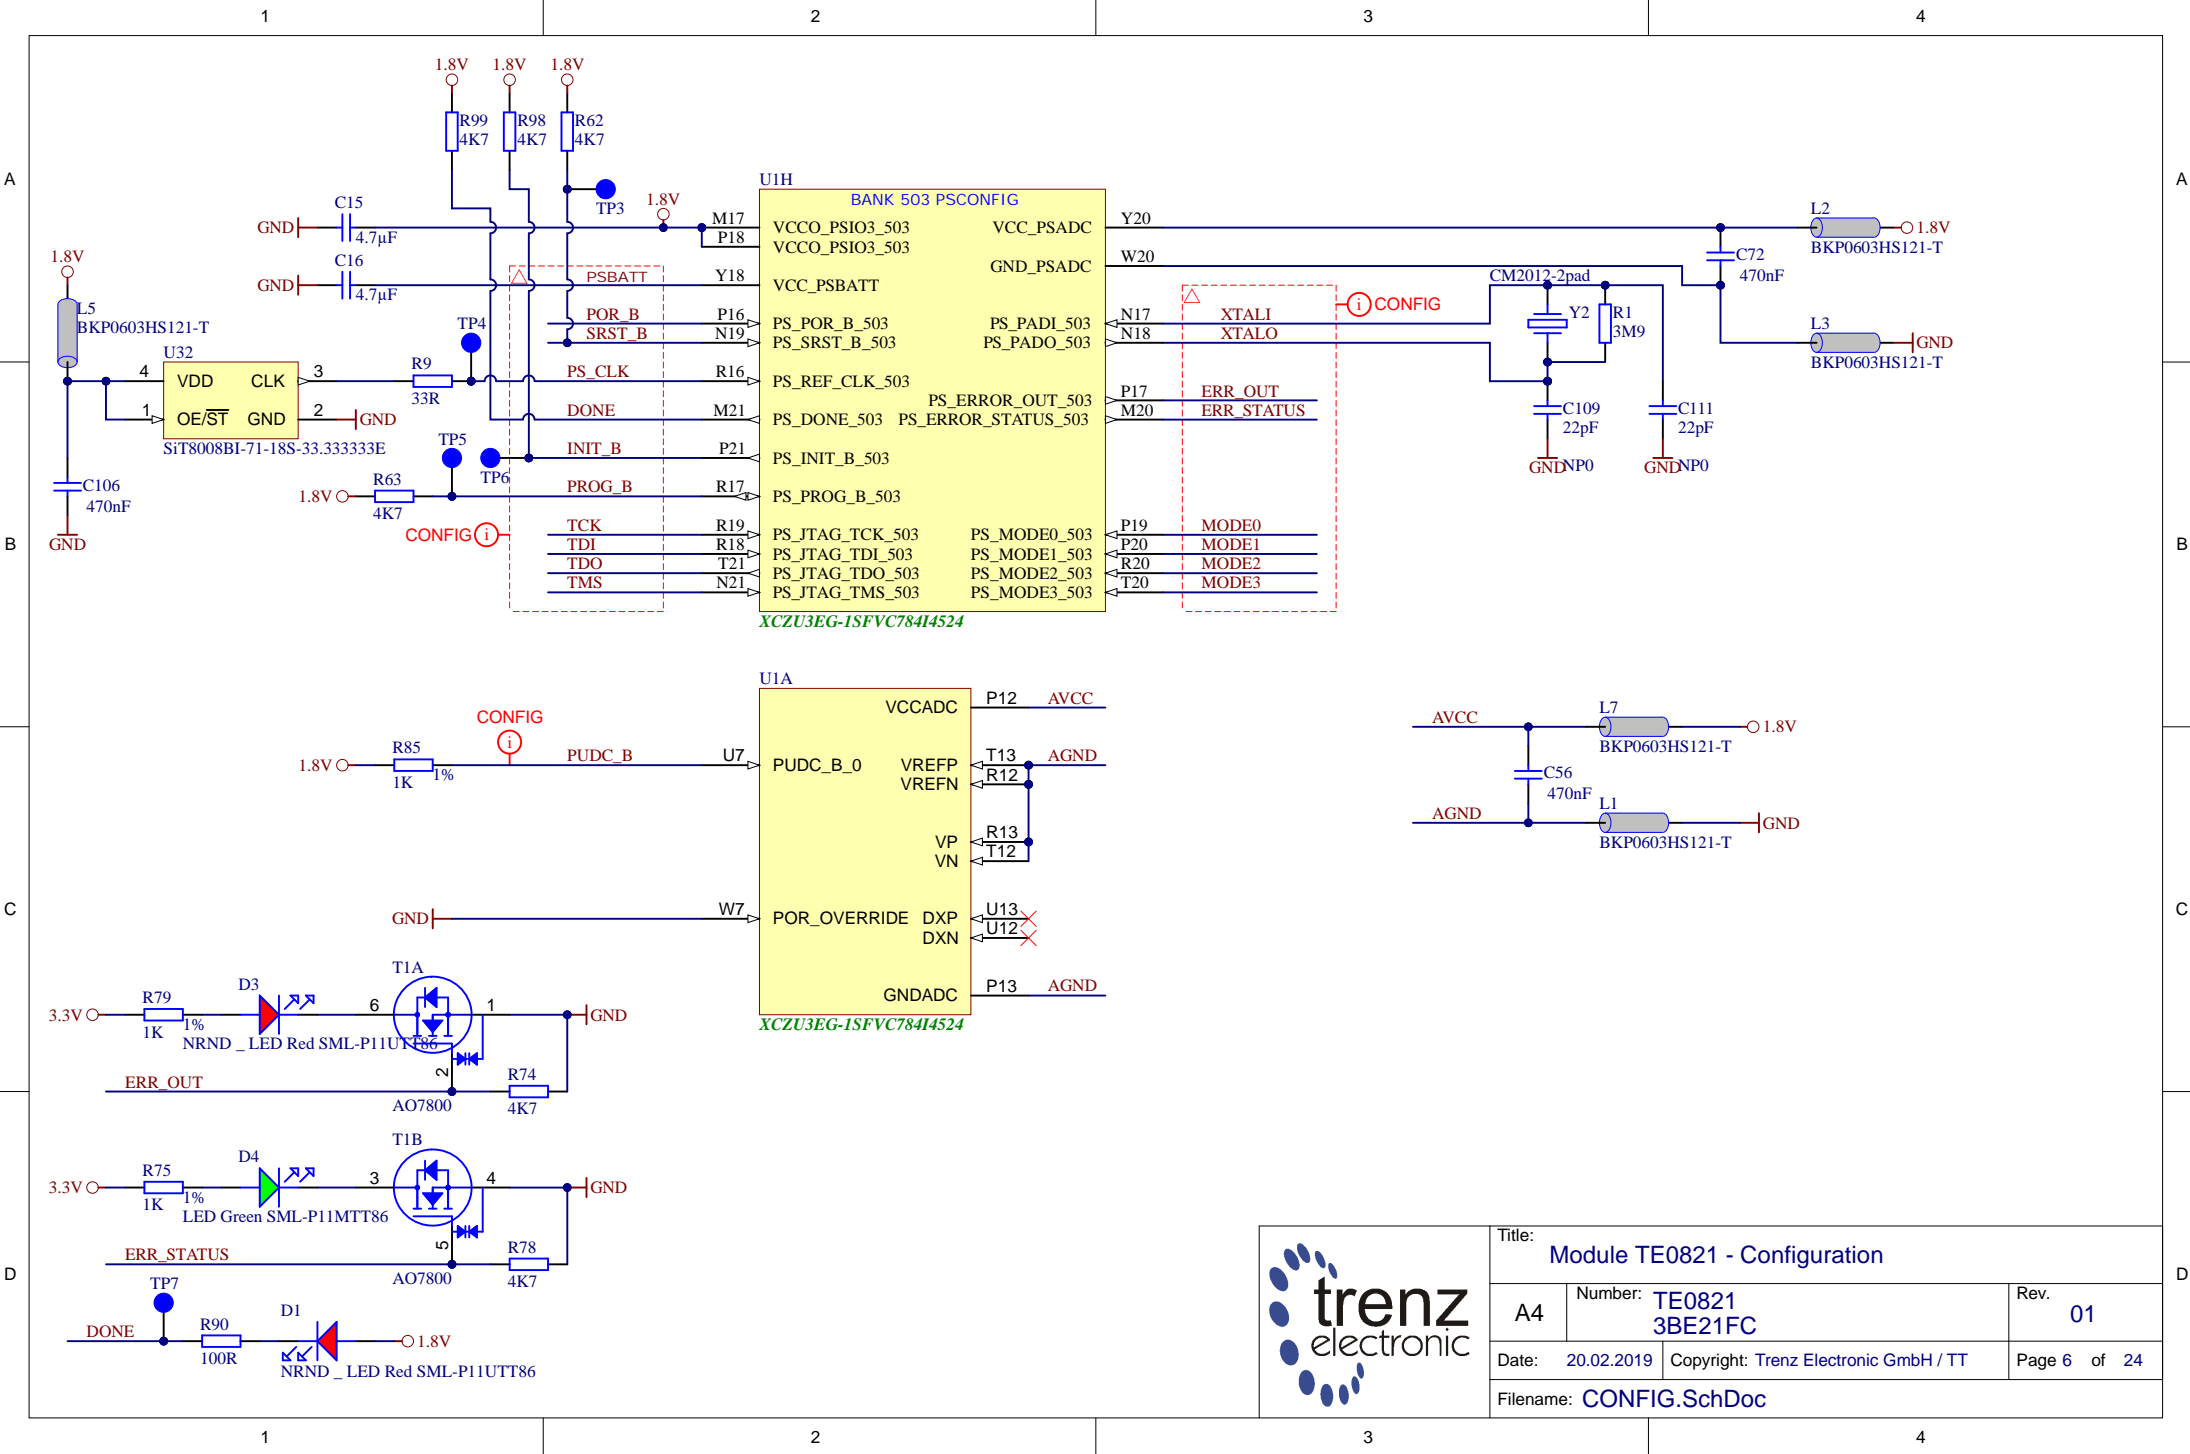 1 2 3 4
A
B
C
D
A
B
C
D
1.8V 1.8V 1.8V
R99
4K7
R98
4K7
R62
4K7
TP3
1.8V
C15
GND
4.7µF
C16
GND
4.7µF
1.8V
L5
BKP0603HS121-T
U32
4 VDD CLK 3
1 OE/ST GND 2 GND
SiT8008BI-71-18S-33.333333E
C106
470nF
GND
TP4
R9
33R
TP5
TP6
1.8V R63
4K7
CONFIG i
PSBATT
POR_B
SRST_B
PS_CLK
DONE
INIT_B
PROG_B
TCK
TDI
TDO
TMS
U1H
BANK 503 PSCONFIG
M17 VCCO_PSIO3_503
P18 VCCO_PSIO3_503
Y18 VCC_PSBATT
P16 PS_POR_B_503
N19 PS_SRST_B_503
R16 PS_REF_CLK_503
M21 PS_DONE_503
P21 PS_INIT_B_503
R17 PS_PROG_B_503
R19 PS_JTAG_TCK_503
R18 PS_JTAG_TDI_503
T21 PS_JTAG_TDO_503
N21 PS_JTAG_TMS_503
VCC_PSADC Y20
GND_PSADC W20
PS_PADI_503 N17 XTALI
PS_PADO_503 N18 XTALO
PS_ERROR_OUT_503 P17 ERR_OUT
PS_ERROR_STATUS_503 M20 ERR_STATUS
PS_MODE0_503 P19 MODE0
PS_MODE1_503 P20 MODE1
PS_MODE2_503 R20 MODE2
PS_MODE3_503 T20 MODE3
XCZU3EG-1SFVC784I4524
i CONFIG
CM2012-2pad
Y2
R1
3M9
C109
22pF
GND NP0
C111
22pF
GND NP0
L2
1.8V
BKP0603HS121-T
C72
470nF
L3
GND
BKP0603HS121-T
U1A
VCCADC P12 AVCC
CONFIG
i
1.8V R85
1K 1%
PUDC_B U7 PUDC_B_0
VREFP T13 AGND
VREFN R12
VP R13
VN T12
GND W7 POR_OVERRIDE
DXP U13
DXN U12
GNDADC P13 AGND
XCZU3EG-1SFVC784I4524
AVCC L7 1.8V
BKP0603HS121-T
C56
470nF
AGND L1 GND
BKP0603HS121-T
3.3V R79
1K 1%
D3
NRND _ LED Red SML-P11UTT86
T1A
6 1 GND
2
AO7800
ERR_OUT
R74
4K7
3.3V R75
1K 1%
D4
LED Green SML-P11MTT86
T1B
3 4 GND
5
AO7800
ERR_STATUS
R78
4K7
TP7
DONE R90
100R
D1
1.8V
NRND _ LED Red SML-P11UTT86
trenz
electronic
Title:
Module TE0821 - Configuration
A4
Number: TE0821
3BE21FC
Rev.
01
Date: 20.02.2019
Copyright: Trenz Electronic GmbH / TT
Page 6 of 24
Filename: CONFIG.SchDoc
1 2 3 4